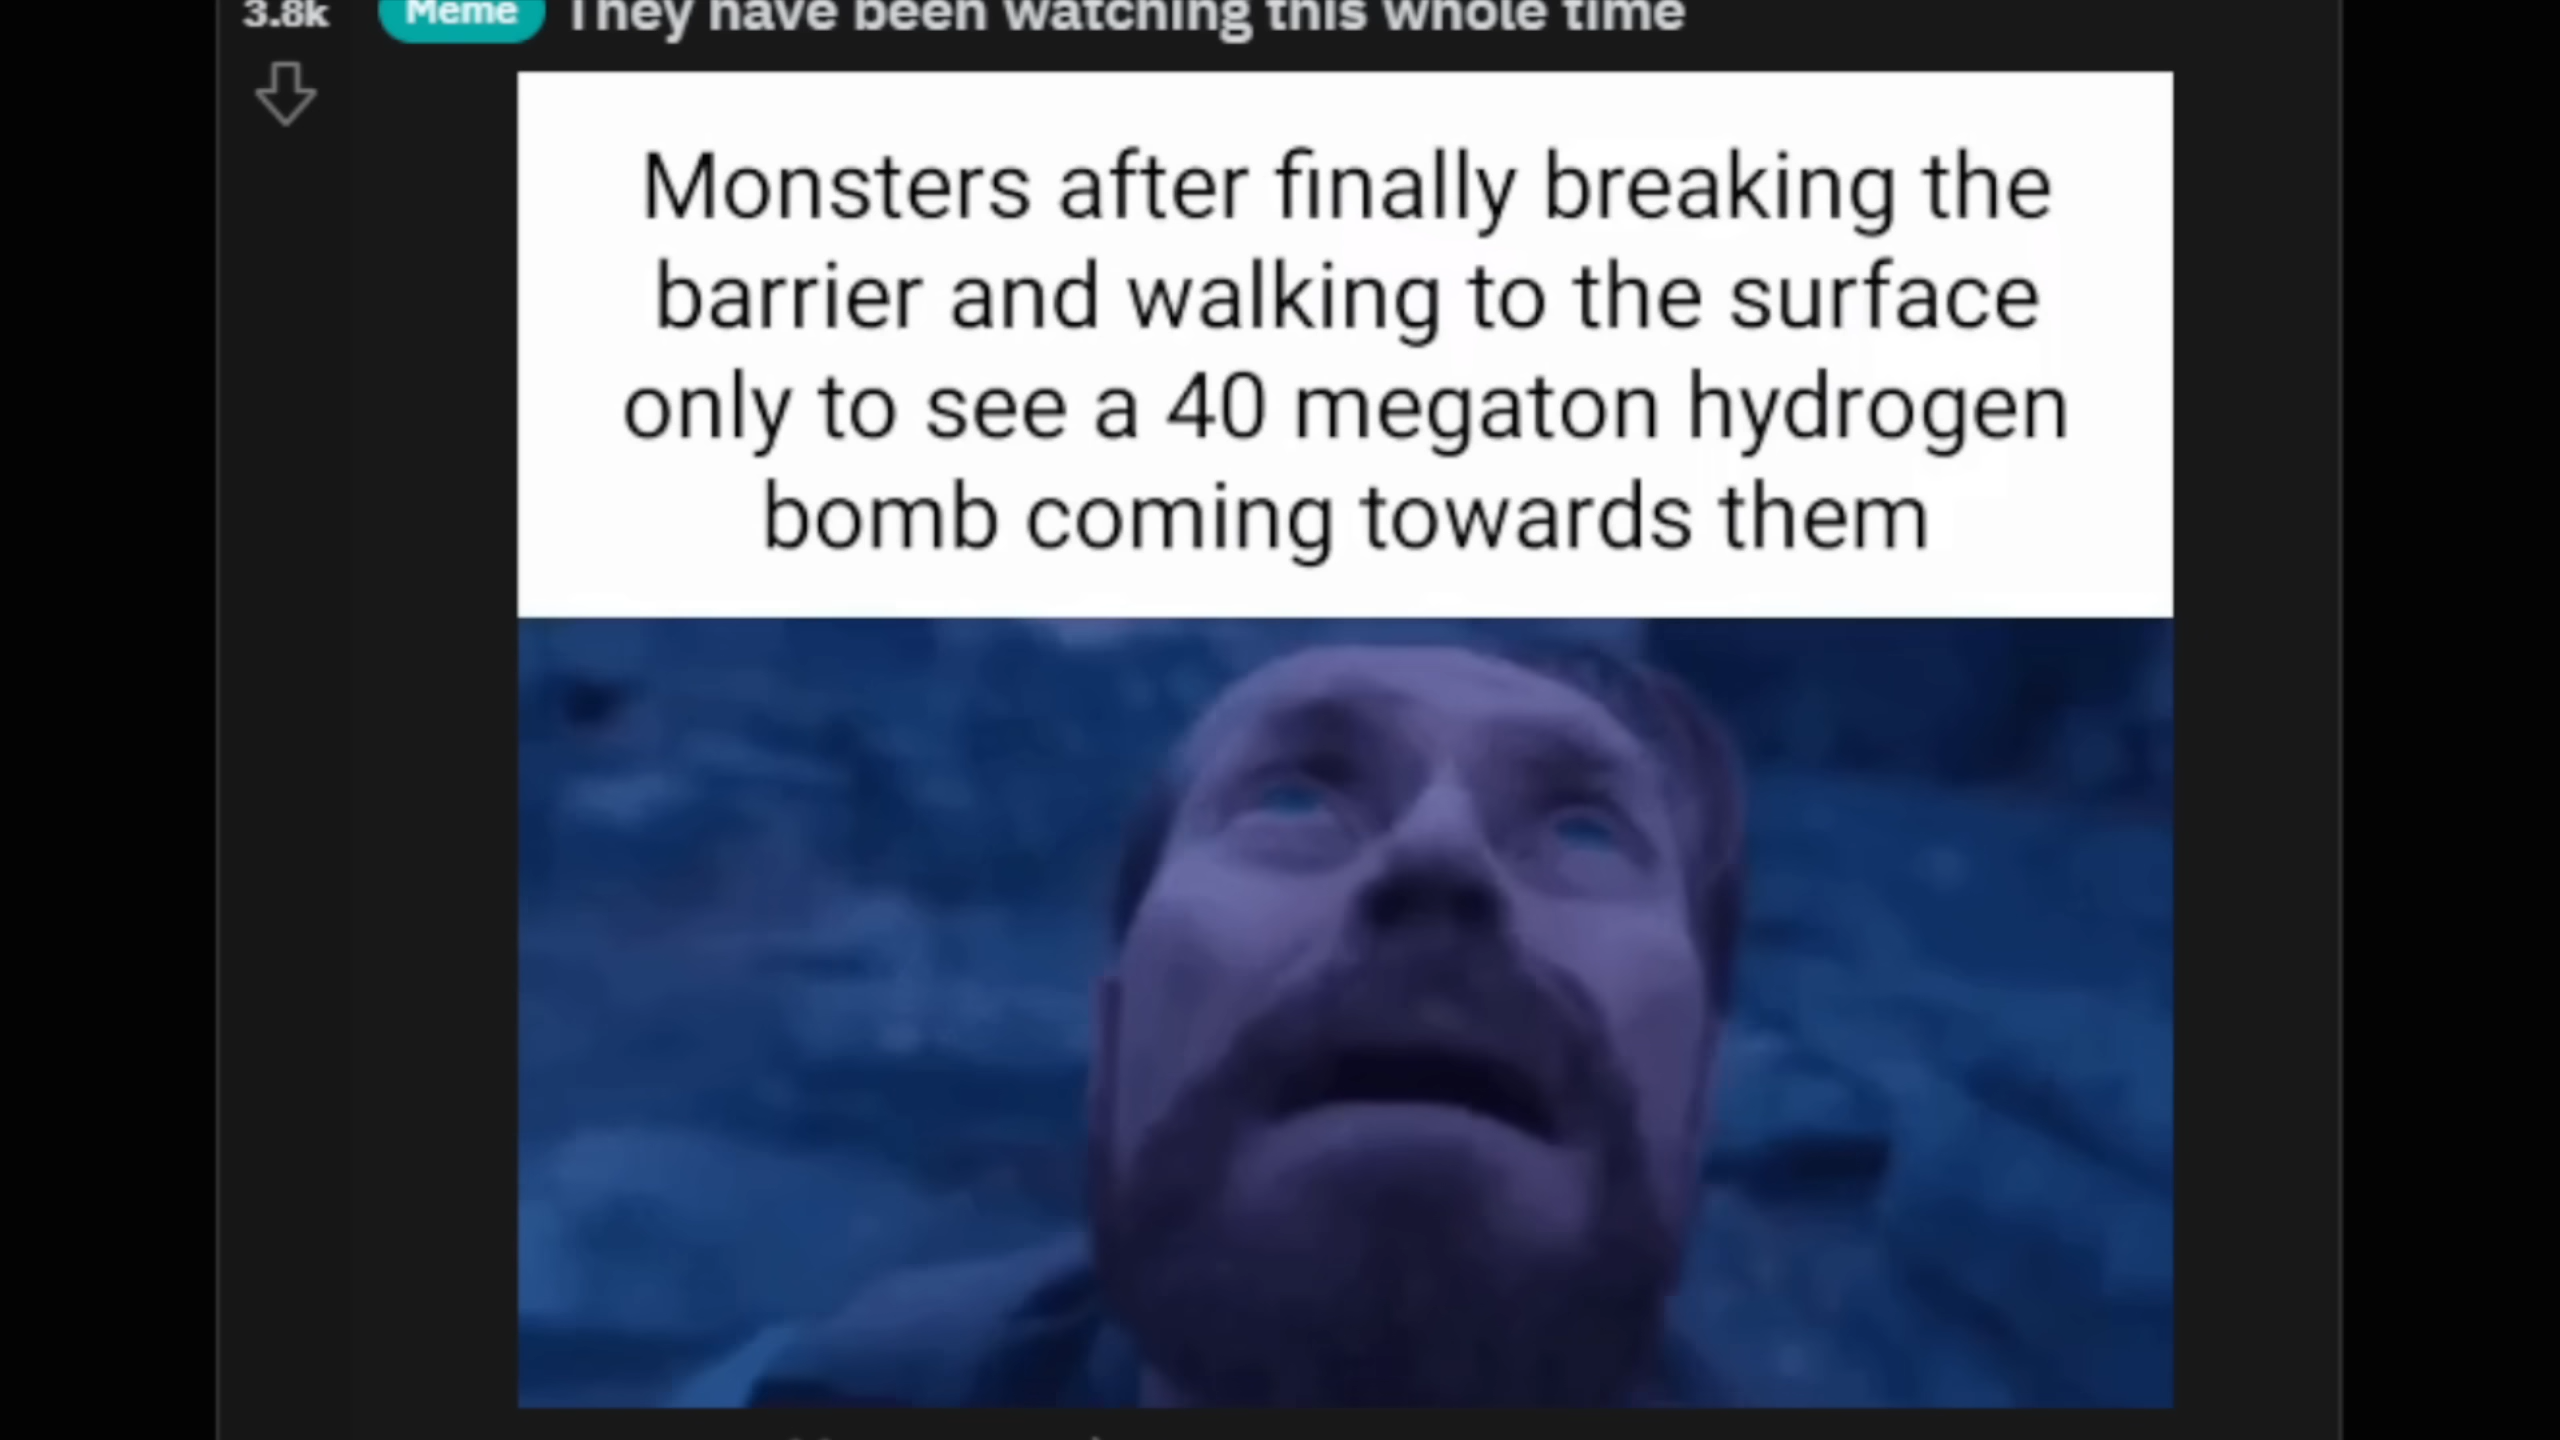 3.8k
Meme They have been watching this whole time
Monsters after finally breaking the
barrier and walking to the surface
only to see a 40 megaton hydrogen
bomb coming towards them